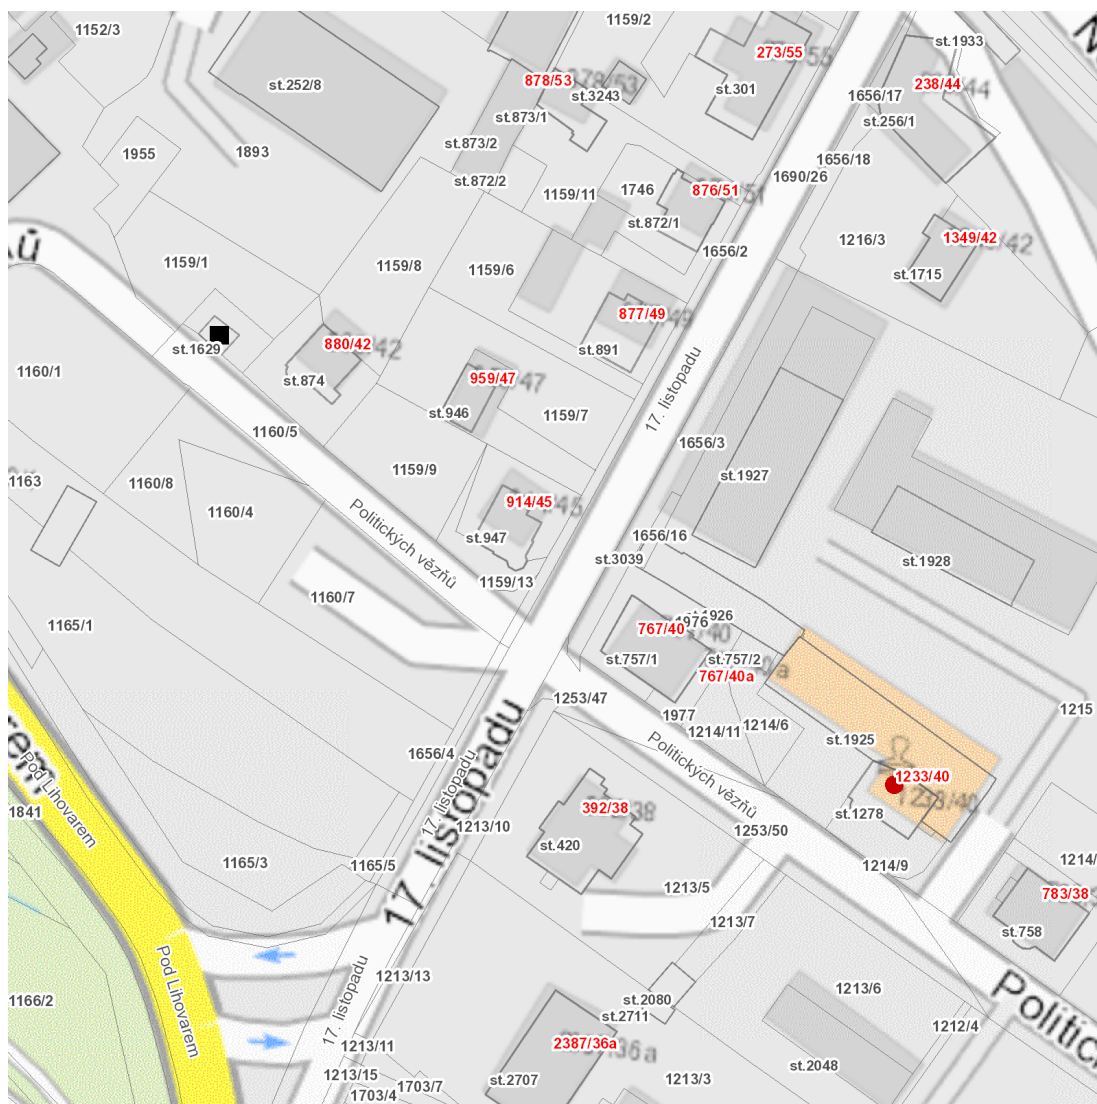 1152/3
1159/2
st.1933
273/55
878/53
st.3243
238/44
st.252/8
st.301
1656/17
st.873/1
st.256/1
st.873/2
1955
1893
1656/18
st.872/2
1690/26
1159/11
1746
876/51
st.872/1
1656/2
1216/3
1349/42
ků
1159/1
1159/8
1159/6
st.1715
877/49
st.1629
880/42
st.891
1160/1
st.874
959/47
17. listopadu
st.946
1159/7
1160/5
1656/3
1159/9
st.1927
1163
1160/8
914/45
1160/4
Politických vězňů
st.947
1656/16
st.3039
st.1928
1159/13
1160/7
1165/1
767/40
st.1926
1976
st.757/1
st.757/2
767/40a
1253/47
1977
1215
1214/6
1214/11
st.1925
1656/4
17. listopadu
17. listopadu
Politických vězňů
1233/40
Pod Lihovarem
1841
392/38
st.1278
1213/10
1253/50
st.420
1165/3
1165/5
1214/9
1214/
1213/5
783/38
1213/7
st.758
Pod Lihovarem
17. listopadu
1213/13
1166/2
st.2080
1213/6
st.2711
1212/4
Politick
1213/11
2387/36a
st.2048
1213/15
1703/7
st.2707
1213/3
1703/4